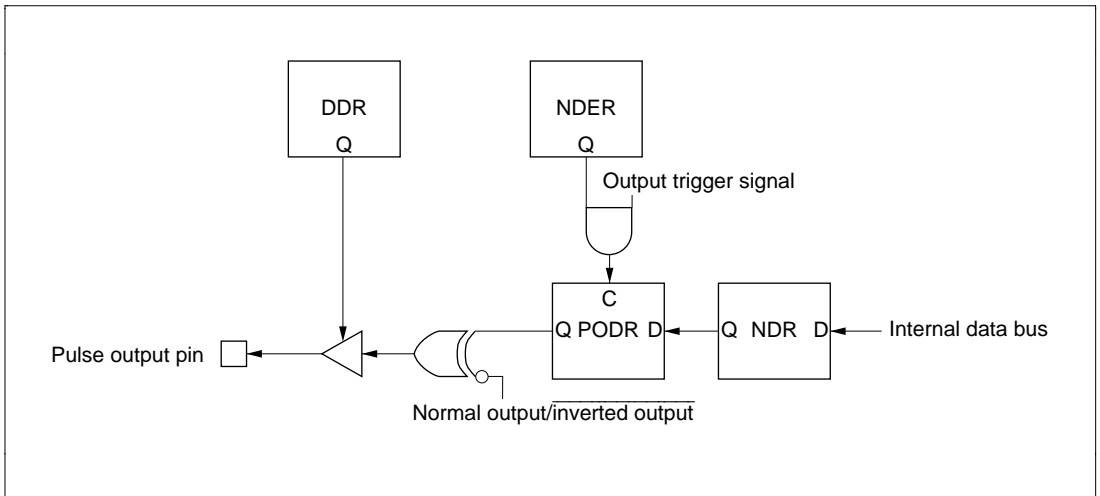 DDR
Q
NDER
Q
Output trigger signal
C
Q PODR D
Q NDR D
Internal data bus
Pulse output pin
Normal output/inverted output